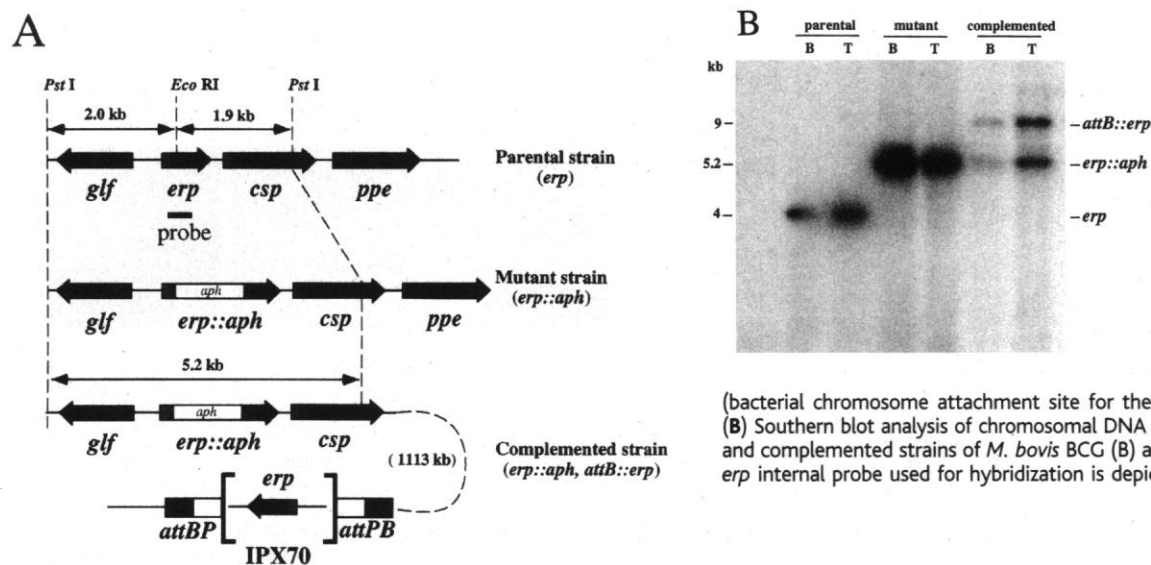 A
Pst I
Eco RI
Pst I
2.0 kb
1.9 kb
Parental strain
(erp)
glf
erp
csp
ppe
probe
Mutant strain
(erp::aph)
aph
glf
erp::aph
csp
ppe
5.2 kb
aph
glf
erp::aph
csp
Complemented strain
(erp::aph, attB::erp)
( 1113 kb)
erp
attBP
attPB
IPX70
B
parental
mutant
complemented
B T B T B T
kb
9
5.2
4
attB::erp
erp::aph
erp
(bacterial chromosome attachment site for the
(B) Southern blot analysis of chromosomal DNA
and complemented strains of M. bovis BCG (B) a
erp internal probe used for hybridization is depic